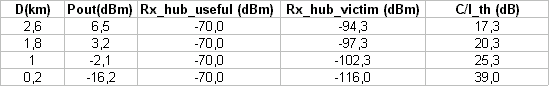 D(km) Pout(dBm) Rx_hub_useful (dBm) Rx_hub_victim (dBm) C/I_th (dB)
2,6 6,5 -70,0 -94,3 17,3
1,8 3,2 -70,0 -97,3 20,3
1 -2,1 -70,0 -102,3 25,3
0,2 -16,2 -70,0 -116,0 39,0